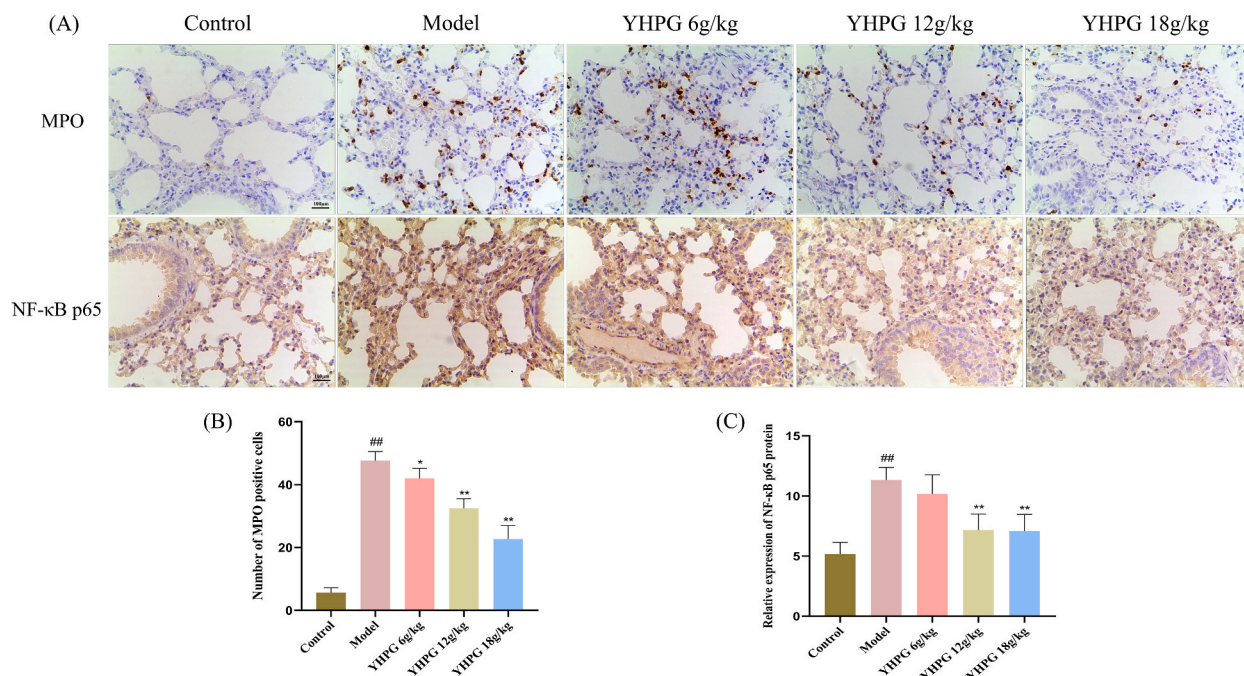 (A)
Control
Model
YHPG 6g/kg
YHPG 12g/kg
YHPG 18g/kg
MPO
100μm
NF-κB p65
100μm
(B)
Number of MPO positive cells
60
40
20
0
##
*
**
**
Control
Model
YHPG 6g/kg
YHPG 12g/kg
YHPG 18g/kg
(C)
Relative expression of NF-κB p65 protein
15
10
5
0
##
**
**
Control
Model
YHPG 6g/kg
YHPG 12g/kg
YHPG 18g/kg